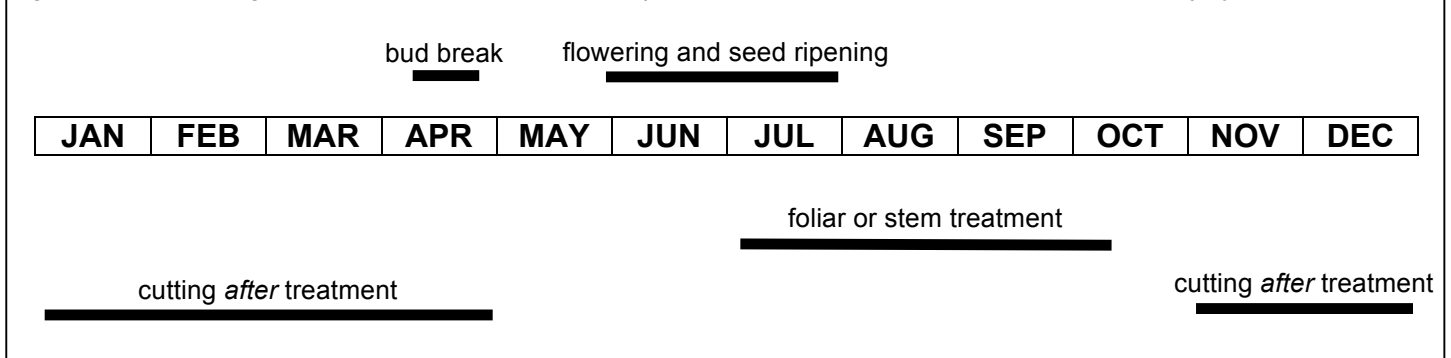 bud break flowering and seed ripening
JAN FEB MAR APR MAY JUN JUL AUG SEP OCT NOV DEC
foliar or stem treatment
cutting after treatment
cutting after treatment